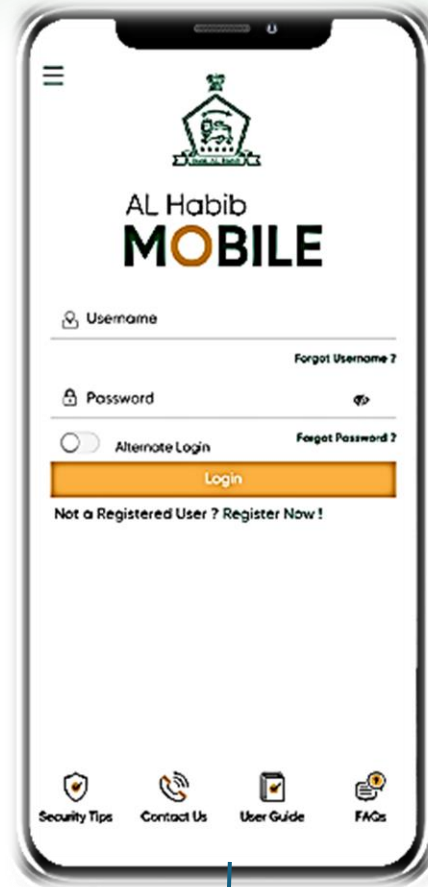 AL Habib
MOBILE
Username
Forgot Username ?
Password
Alternate Login
Forgot Password ?
Login
Not a Registered User ? Register Now !
Security Tips
Contact Us
User Guide
FAQs